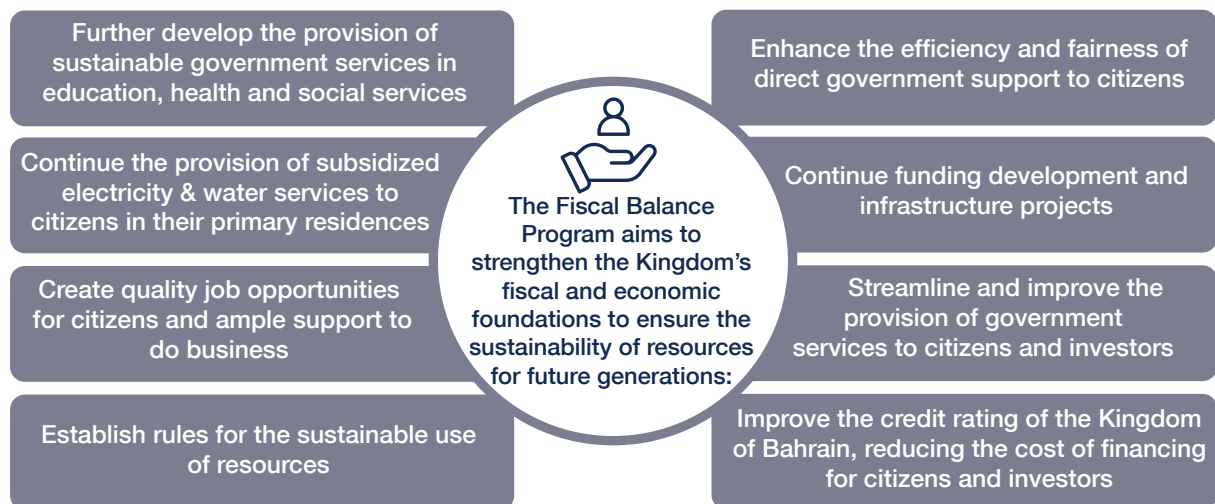 Further develop the provision of
sustainable government services in
education, health and social services
Continue the provision of subsidized
electricity & water services to
citizens in their primary residences
Create quality job opportunities
for citizens and ample support to
do business
Establish rules for the sustainable use
of resources
The Fiscal Balance
Program aims to
strengthen the Kingdom's
fiscal and economic
foundations to ensure the
sustainability of resources
for future generations:
Enhance the efficiency and fairness of
direct government support to citizens
Continue funding development and
infrastructure projects
Streamline and improve the
provision of government
services to citizens and investors
Improve the credit rating of the Kingdom
of Bahrain, reducing the cost of financing
for citizens and investors